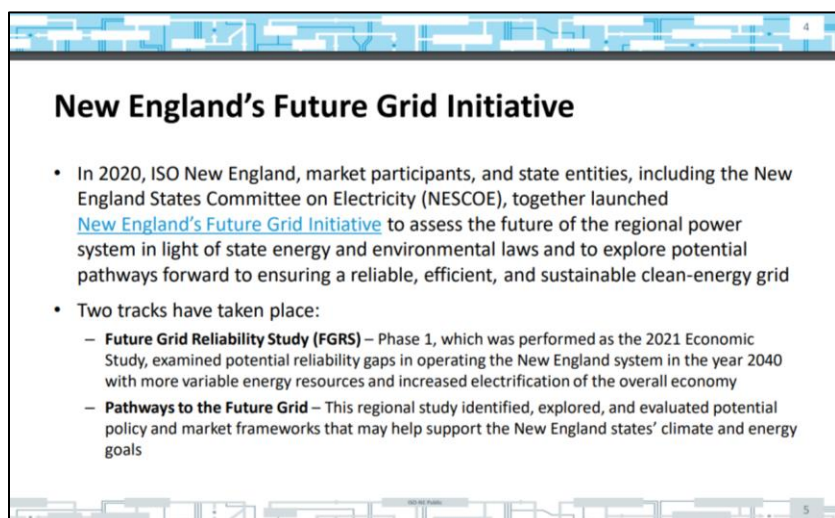 4
New England's Future Grid Initiative
• In 2020, ISO New England, market participants, and state entities, including the New
England States Committee on Electricity (NESCOE), together launched
New England's Future Grid Initiative to assess the future of the regional power
system in light of state energy and environmental laws and to explore potential
pathways forward to ensuring a reliable, efficient, and sustainable clean-energy grid
• Two tracks have taken place:
– Future Grid Reliability Study (FGRS) – Phase 1, which was performed as the 2021 Economic
Study, examined potential reliability gaps in operating the New England system in the year 2040
with more variable energy resources and increased electrification of the overall economy
– Pathways to the Future Grid – This regional study identified, explored, and evaluated potential
policy and market frameworks that may help support the New England states' climate and energy
goals
ISO-NE Public
5